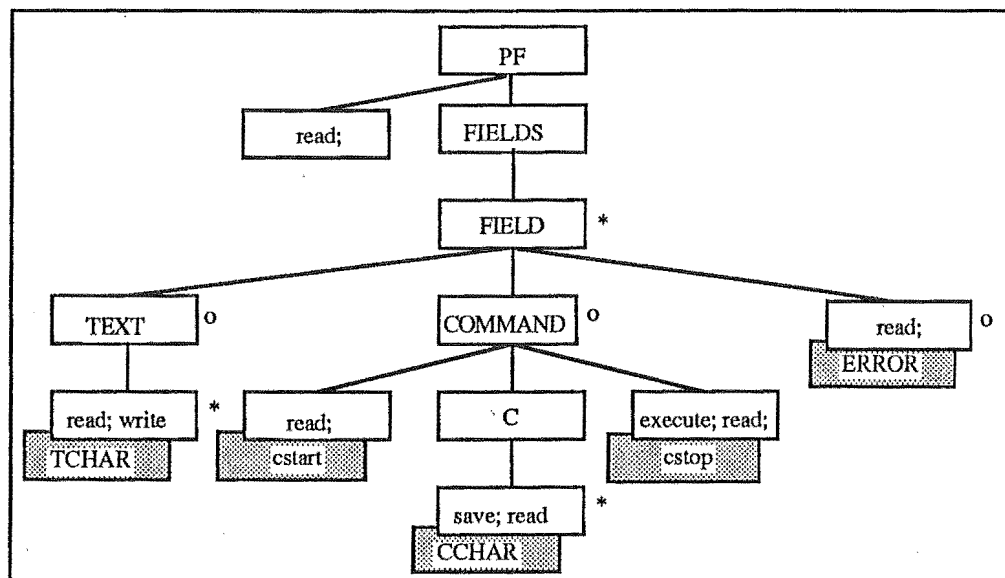 PF
read;
FIELDS
FIELD *
TEXT o
COMMAND o
read; o
ERROR
read; write *
TCHAR
read;
cstart
C
execute; read;
cstop
save; read *
CCHAR